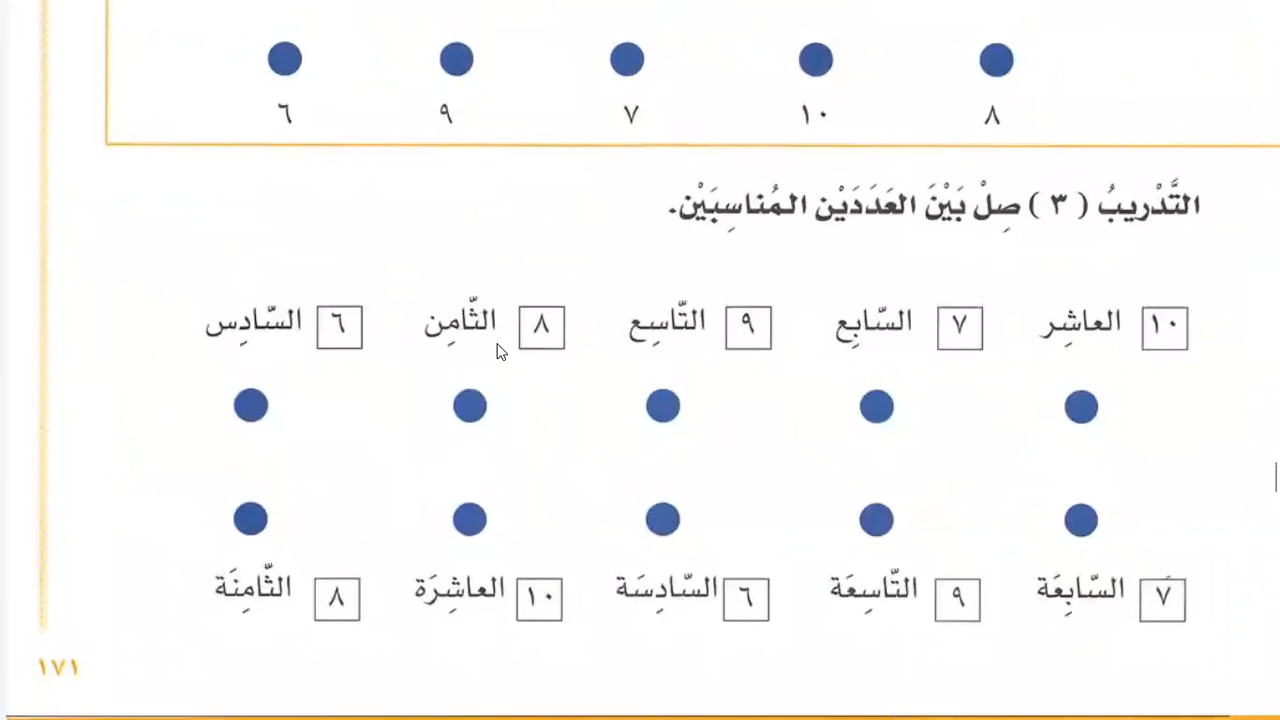 ٨ ١٠ ٧ ٩ ٦
التَّدْريبُ ( ٣ ) صِلْ بَيْنَ العَدَدَيْن المُناسِبَيْن.
١٠ العاشِر ٧ السّابِع ٩ التّاسِع ٨ الثّامِن ٦ السّادِس
٧ السّابِعَة ٩ التّاسِعَة ٦ السّادِسَة ١٠ العاشِرَة ٨ الثّامِنَة
١٧١